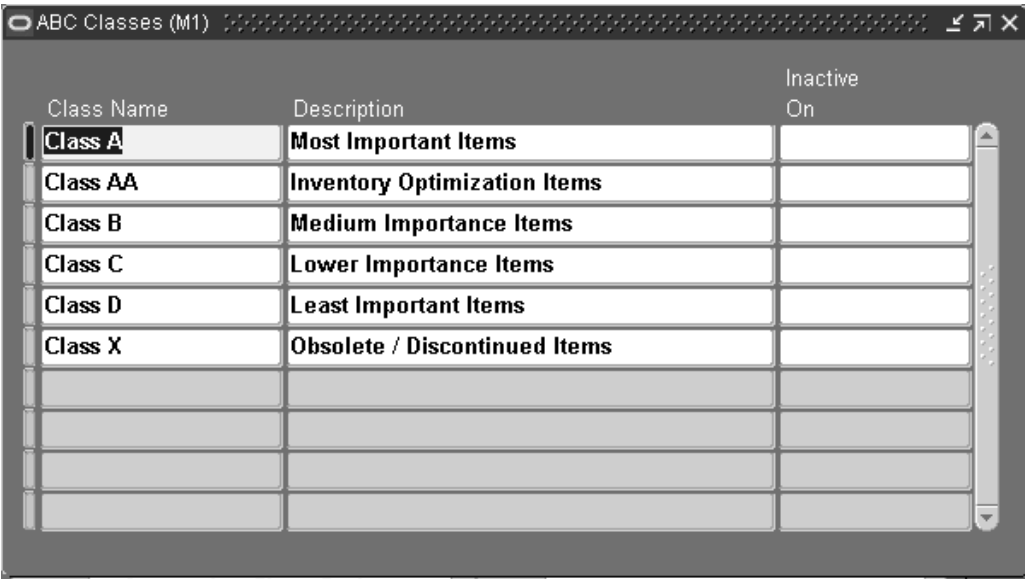 ABC Classes (M1)
Inactive
Class Name Description On
Class A Most Important Items
Class AA Inventory Optimization Items
Class B Medium Importance Items
Class C Lower Importance Items
Class D Least Important Items
Class X Obsolete / Discontinued Items